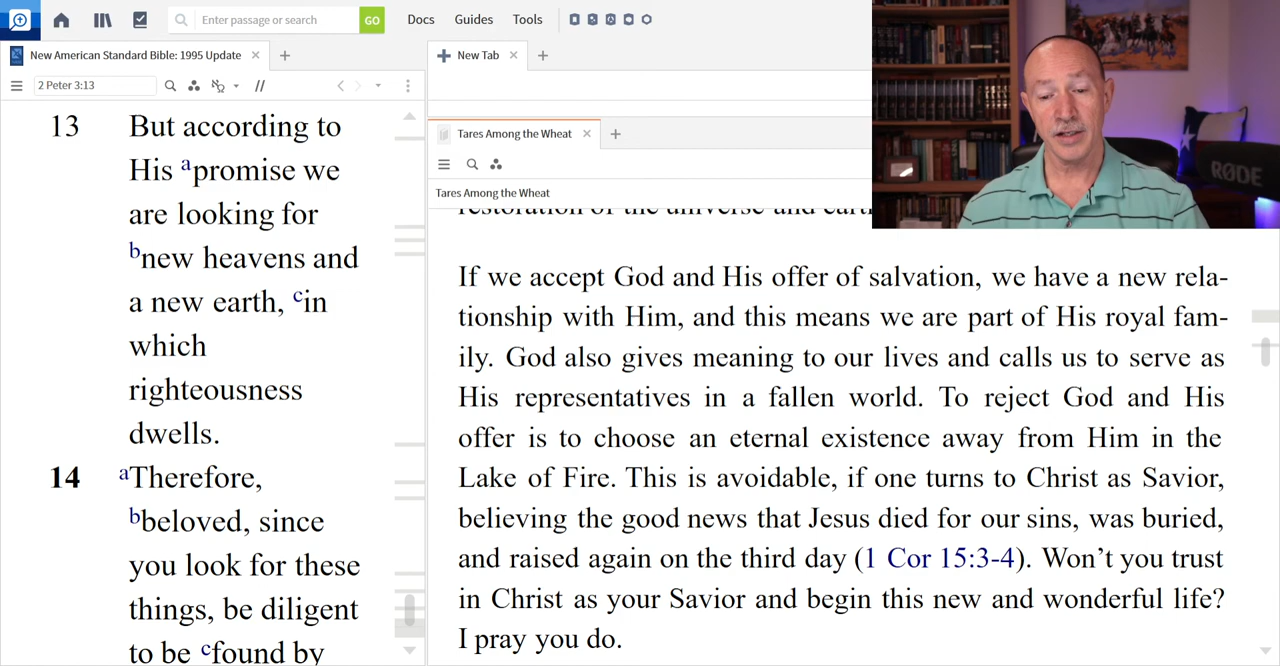 Enter passage or search
GO
Docs
Guides
Tools
New American Standard Bible: 1995 Update
New Tab
2 Peter 3:13
13 But according to
His apromise we
are looking for
bnew heavens and
a new earth, cin
which
righteousness
dwells.
14 aTherefore,
bbeloved, since
you look for these
things, be diligent
to be cfound by
Tares Among the Wheat
Tares Among the Wheat
restoration of the universe and earth
If we accept God and His offer of salvation, we have a new rela-
tionship with Him, and this means we are part of His royal fam-
ily. God also gives meaning to our lives and calls us to serve as
His representatives in a fallen world. To reject God and His
offer is to choose an eternal existence away from Him in the
Lake of Fire. This is avoidable, if one turns to Christ as Savior,
believing the good news that Jesus died for our sins, was buried,
and raised again on the third day (1 Cor 15:3-4). Won’t you trust
in Christ as your Savior and begin this new and wonderful life?
I pray you do.
RØDE